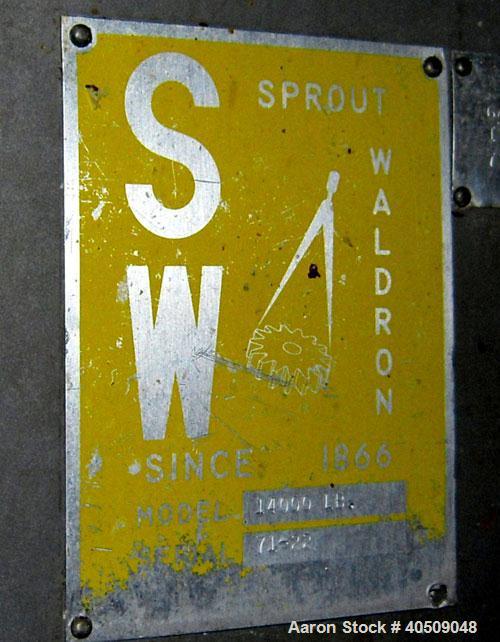 S
W
SPROUT
WALDRON
SINCE 1866
MODEL 14000 LB.
SERIAL 71-22
Aaron Stock # 40509048